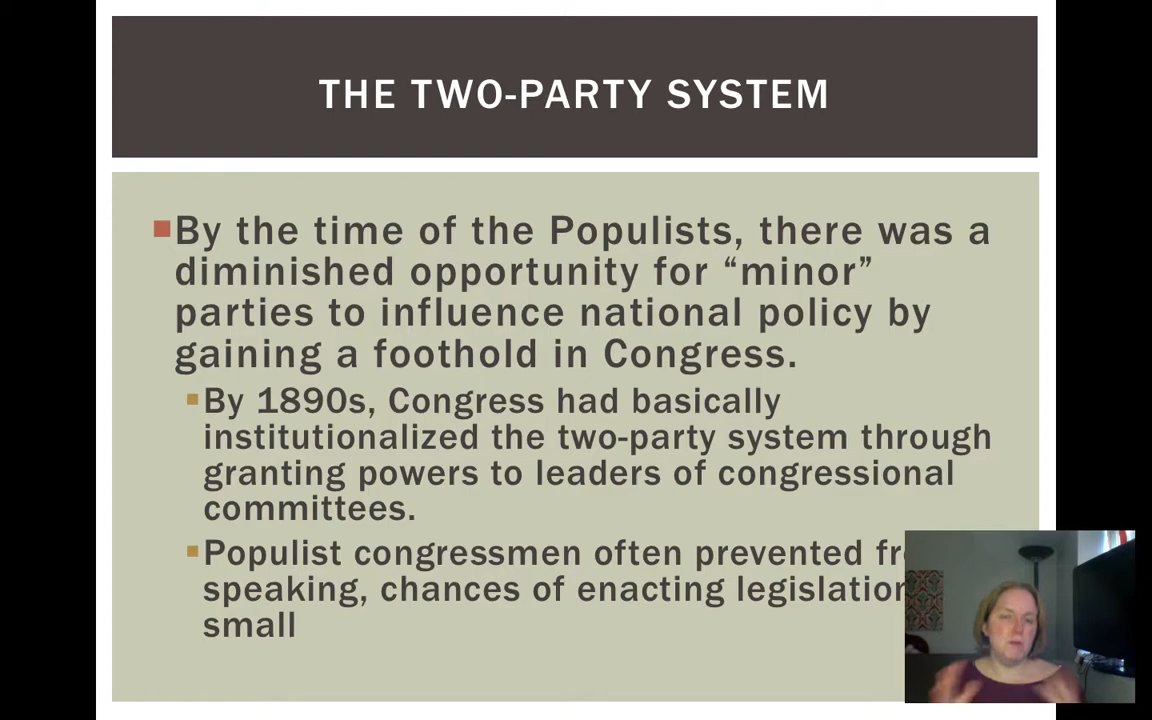 THE TWO-PARTY SYSTEM
By the time of the Populists, there was a
diminished opportunity for “minor”
parties to influence national policy by
gaining a foothold in Congress.
By 1890s, Congress had basically
institutionalized the two-party system through
granting powers to leaders of congressional
committees.
Populist congressmen often prevented
speaking, chances of enacting legislation
small